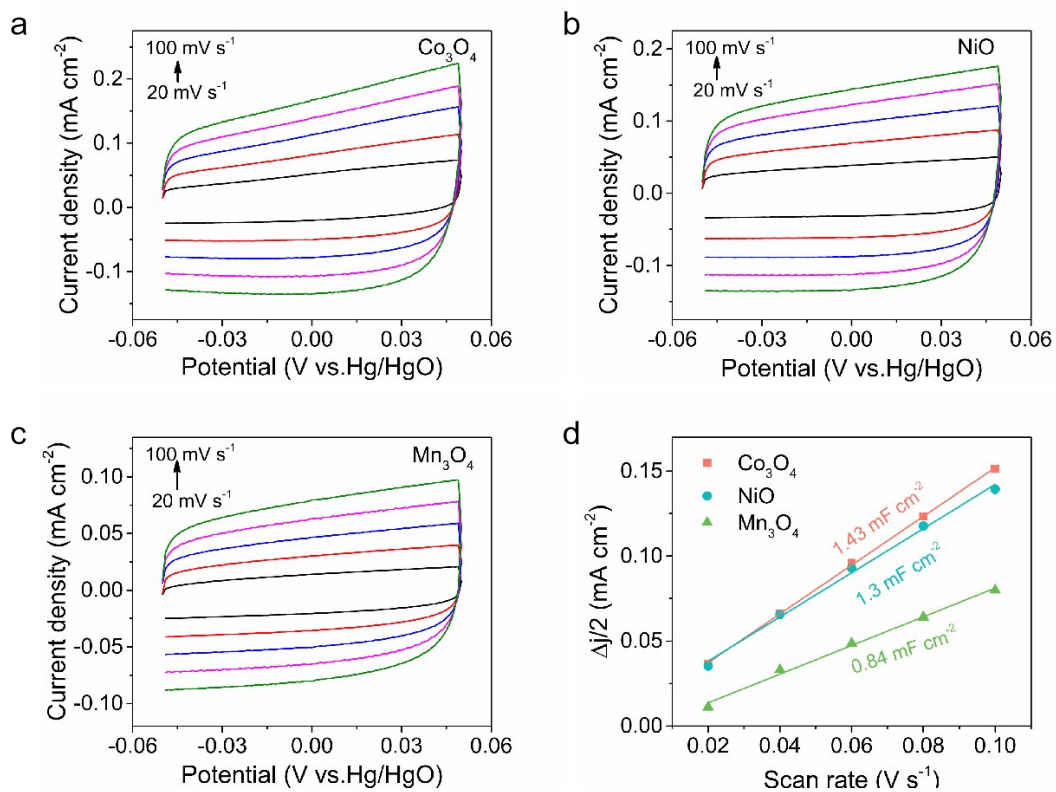 a
100 mV s⁻¹
20 mV s⁻¹
Co₃O₄
Current density (mA cm⁻²)
0.2
0.1
0.0
-0.1
-0.06
-0.03
0.00
0.03
0.06
Potential (V vs.Hg/HgO)
b
100 mV s⁻¹
20 mV s⁻¹
NiO
Current density (mA cm⁻²)
0.2
0.1
0.0
-0.1
-0.06
-0.03
0.00
0.03
0.06
Potential (V vs.Hg/HgO)
c
100 mV s⁻¹
20 mV s⁻¹
Mn₃O₄
Current density (mA cm⁻²)
0.10
0.05
0.00
-0.05
-0.10
-0.06
-0.03
0.00
0.03
0.06
Potential (V vs.Hg/HgO)
d
Co₃O₄
NiO
Mn₃O₄
1.43 mF cm⁻²
1.3 mF cm⁻²
0.84 mF cm⁻²
Δj/2 (mA cm⁻²)
0.15
0.10
0.05
0.00
0.02
0.04
0.06
0.08
0.10
Scan rate (V s⁻¹)